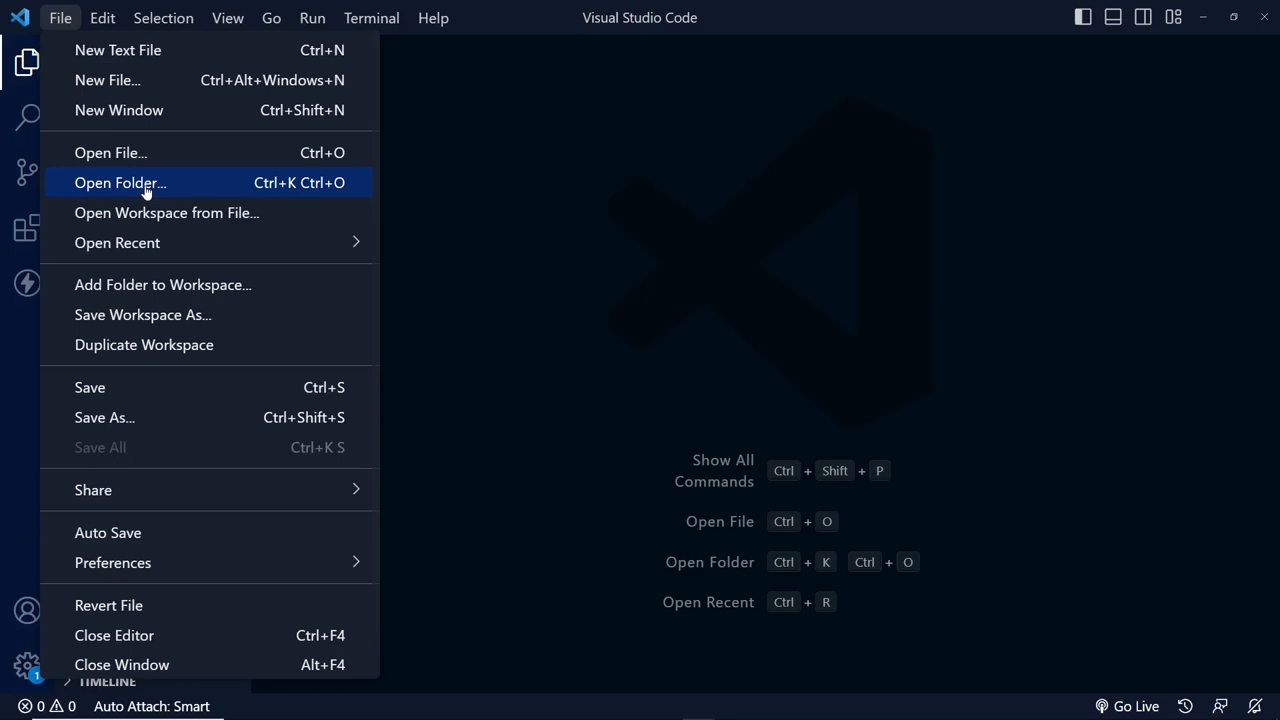 File Edit Selection View Go Run Terminal Help Visual Studio Code
New Text File Ctrl+N
New File... Ctrl+Alt+Windows+N
New Window Ctrl+Shift+N
Open File... Ctrl+O
Open Folder... Ctrl+K Ctrl+O
Open Workspace from File...
Open Recent
Add Folder to Workspace...
Save Workspace As...
Duplicate Workspace
Save Ctrl+S
Save As... Ctrl+Shift+S
Save All Ctrl+K S
Share
Auto Save
Preferences
Revert File
Close Editor Ctrl+F4
Close Window Alt+F4
TIMELINE
1
Show All
Commands Ctrl + Shift + P
Open File Ctrl + O
Open Folder Ctrl + K Ctrl + O
Open Recent Ctrl + R
0 0 Auto Attach: Smart Go Live